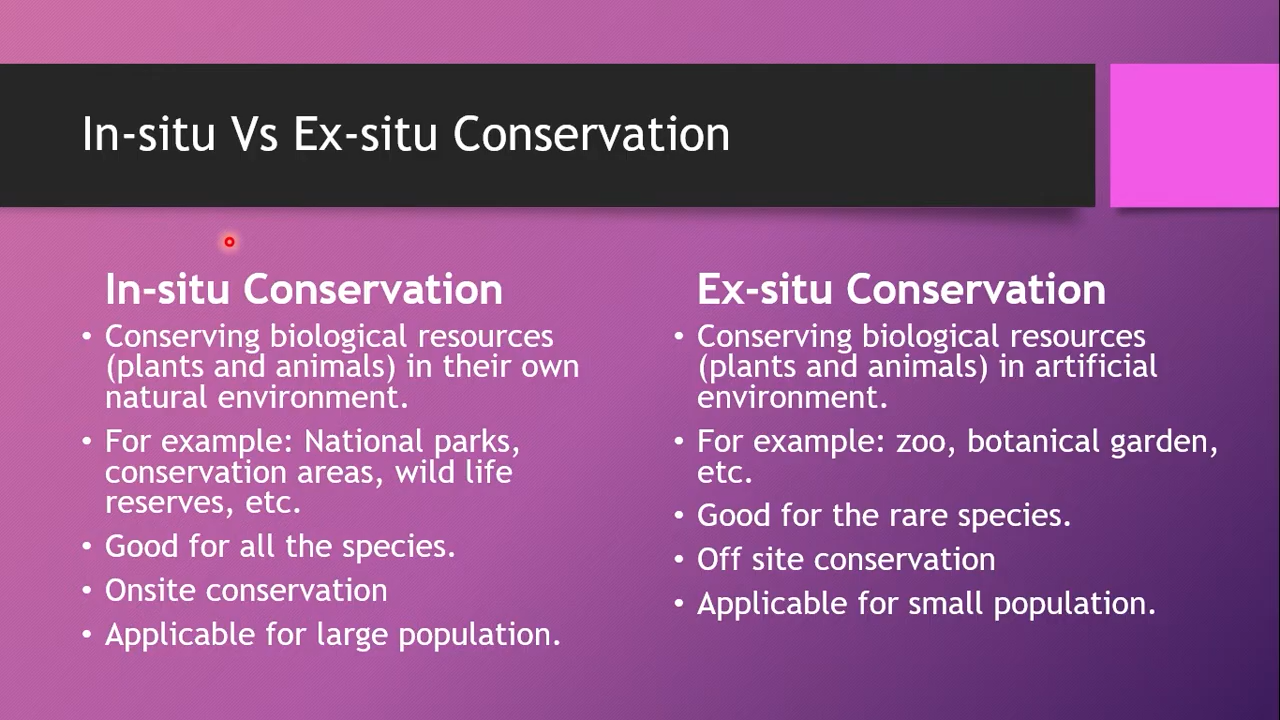 In-situ Vs Ex-situ Conservation
In-situ Conservation
• Conserving biological resources
(plants and animals) in their own
natural environment.
• For example: National parks,
conservation areas, wild life
reserves, etc.
• Good for all the species.
• Onsite conservation
• Applicable for large population.
Ex-situ Conservation
• Conserving biological resources
(plants and animals) in artificial
environment.
• For example: zoo, botanical garden,
etc.
• Good for the rare species.
• Off site conservation
• Applicable for small population.